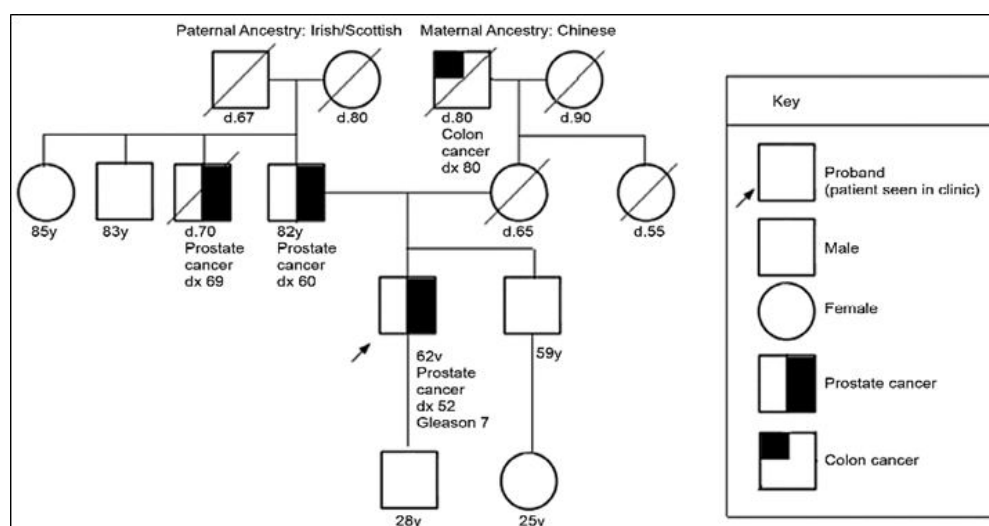 Paternal Ancestry: Irish/Scottish Maternal Ancestry: Chinese
d.67 d.80 d.80 d.90
Colon
cancer
dx 80
85y 83y d.70 82y d.65 d.55
Prostate Prostate
cancer cancer
dx 69 dx 60
62y 59y
Prostate
cancer
dx 52
Gleason 7
28y 25y
Key
Proband
(patient seen in clinic)
Male
Female
Prostate cancer
Colon cancer